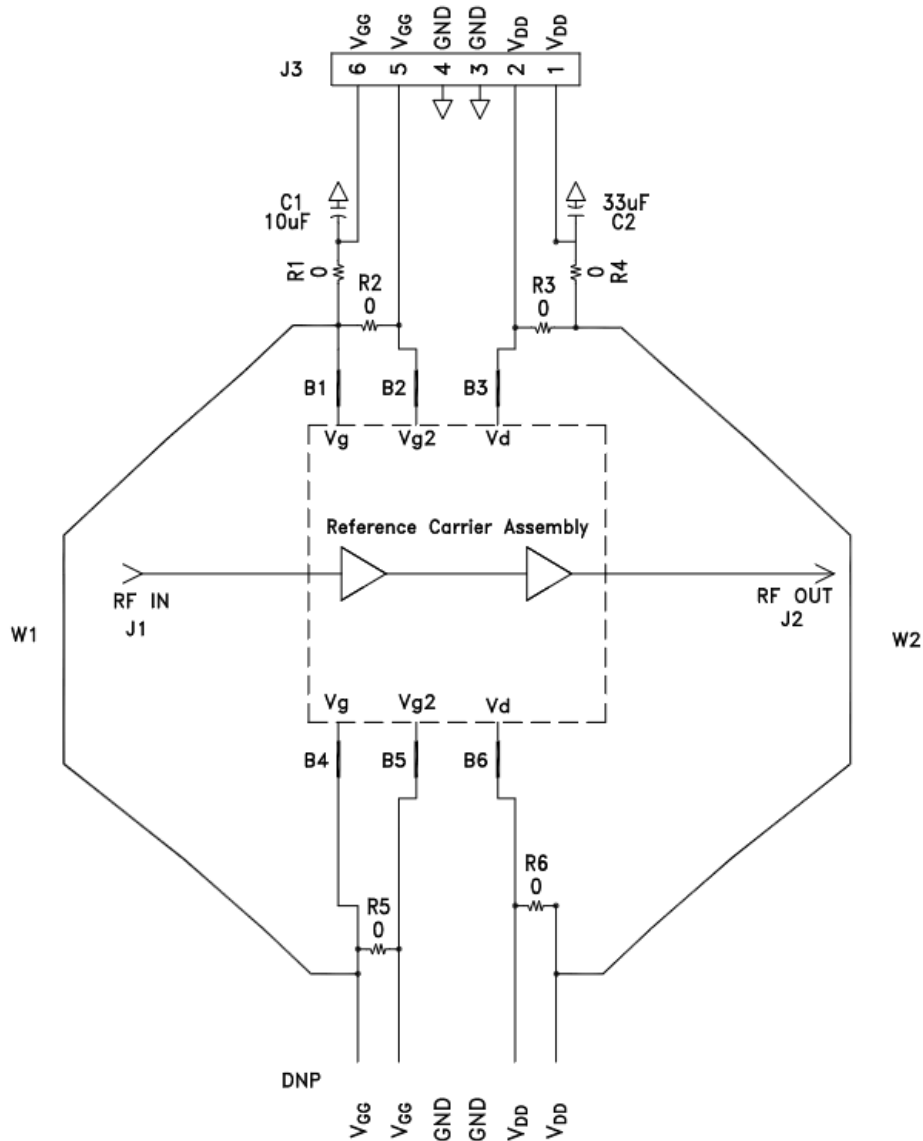 VGG VGG GND GND VDD VDD
J3 6 5 4 3 2 1
C1 33uF
10uF C2
R1 0 R2 R3 0 R4
0 0
B1 B2 B3
Vg Vg2 Vd
Reference Carrier Assembly
RF IN RF OUT
J1 J2
W1 W2
Vg Vg2 Vd
B4 B5 B6
R6
0
R5
0
DNP
VGG VGG GND GND VDD VDD